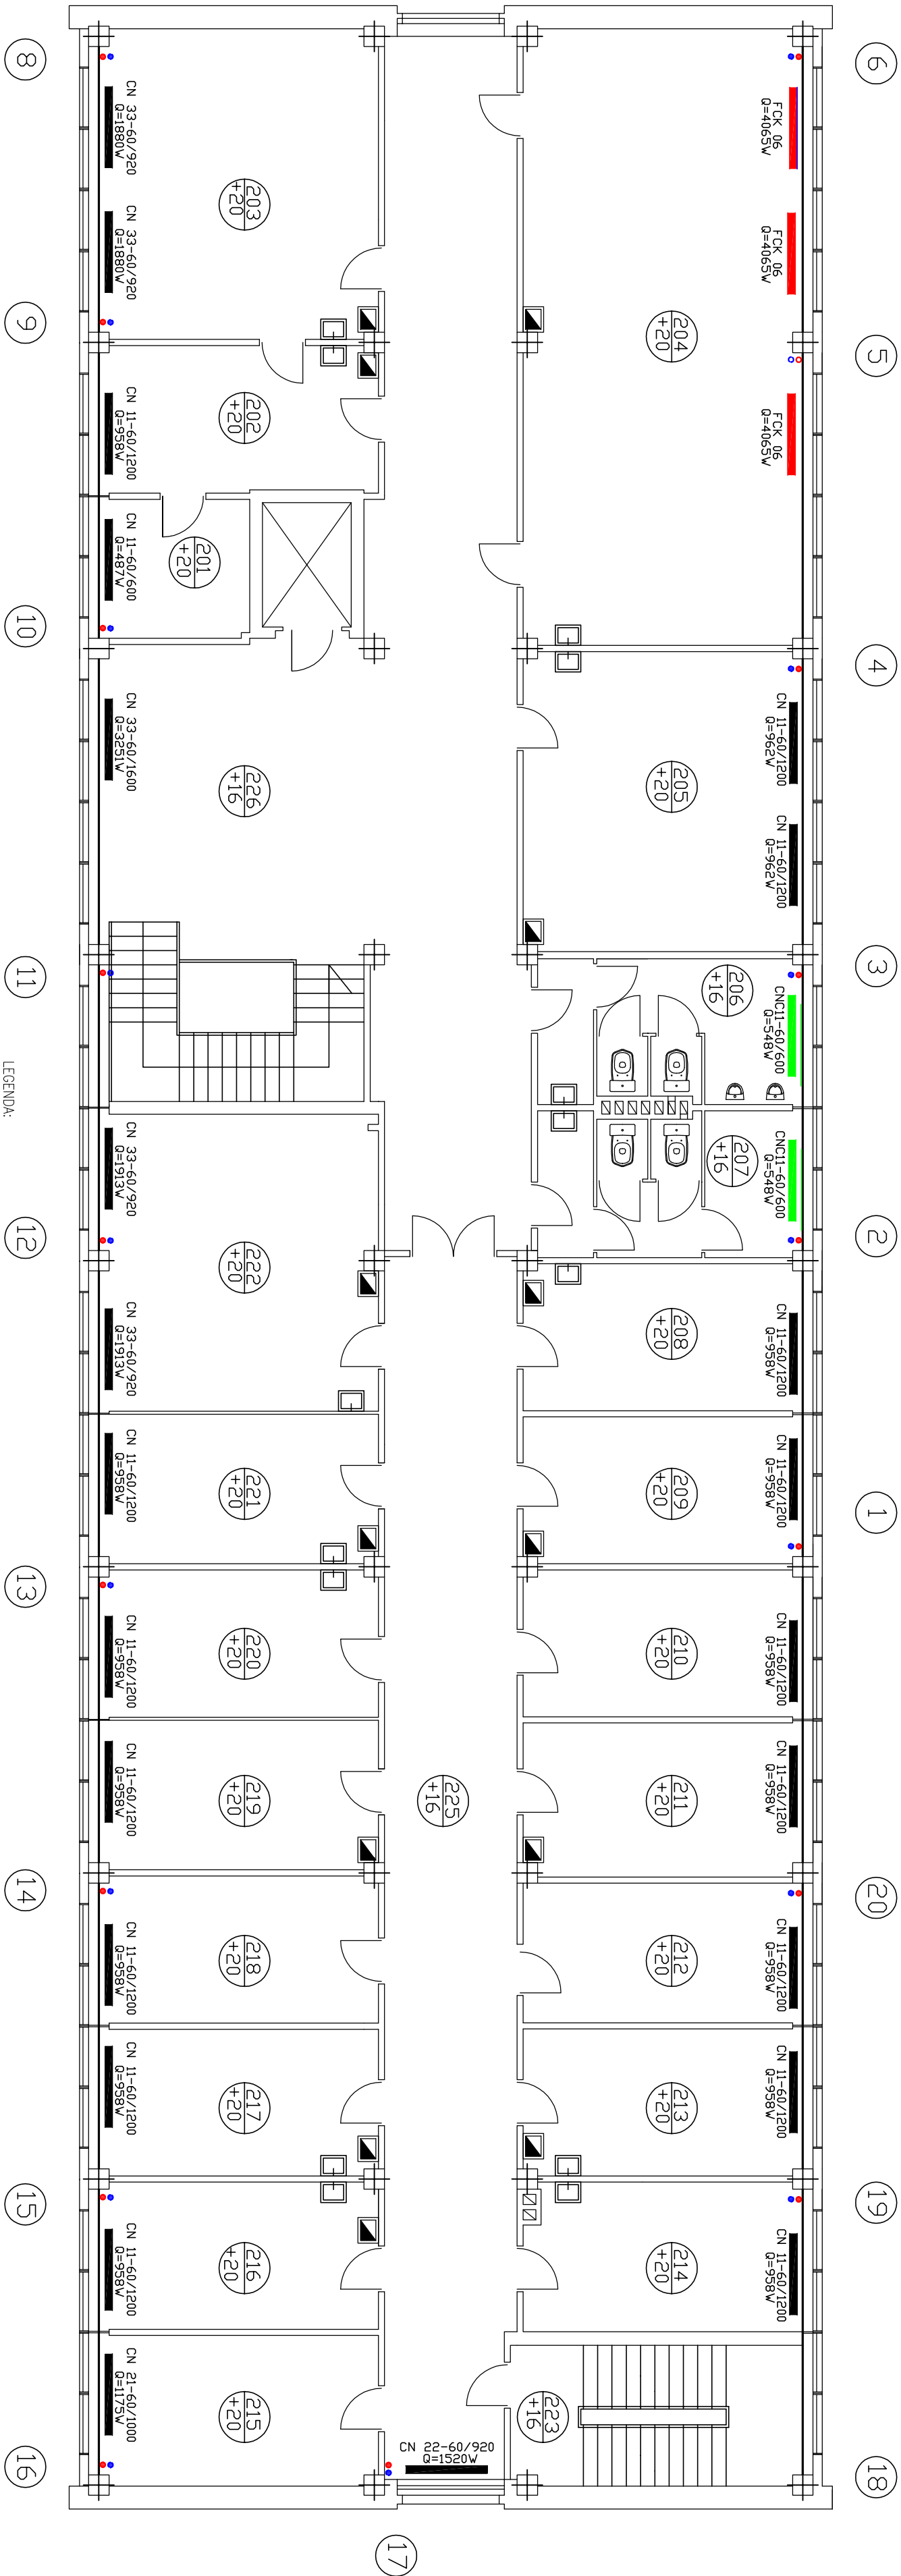 6
5
4
3
2
1
20
19
18
FCK 06
Q=4065W
FCK 06
Q=4065W
FCK 06
Q=4065W
CN 11-60/1200
Q=962W
CN 11-60/1200
Q=962W
CNC11-60/600
Q=548W
CNC11-60/600
Q=548W
CN 11-60/1200
Q=958W
CN 11-60/1200
Q=958W
CN 11-60/1200
Q=958W
CN 11-60/1200
Q=958W
CN 11-60/1200
Q=958W
CN 11-60/1200
Q=958W
CN 11-60/1200
Q=958W
204
+20
205
+20
206
+16
207
+16
208
+20
209
+20
210
+20
211
+20
212
+20
213
+20
214
+20
223
+16
225
+16
CN 22-60/920
Q=1520W
17
203
+20
202
+20
201
+20
226
+16
222
+20
221
+20
220
+20
219
+20
218
+20
217
+20
216
+20
215
+20
CN 33-60/920
Q=1880W
CN 33-60/920
Q=1880W
CN 11-60/1200
Q=958W
CN 11-60/600
Q=487W
CN 33-60/1600
Q=3251W
CN 33-60/920
Q=1913W
CN 33-60/920
Q=1913W
CN 11-60/1200
Q=958W
CN 11-60/1200
Q=958W
CN 11-60/1200
Q=958W
CN 11-60/1200
Q=958W
CN 11-60/1200
Q=958W
CN 11-60/1200
Q=958W
CN 21-60/1000
Q=1175W
8
9
10
11
12
13
14
15
16
LEGENDA: